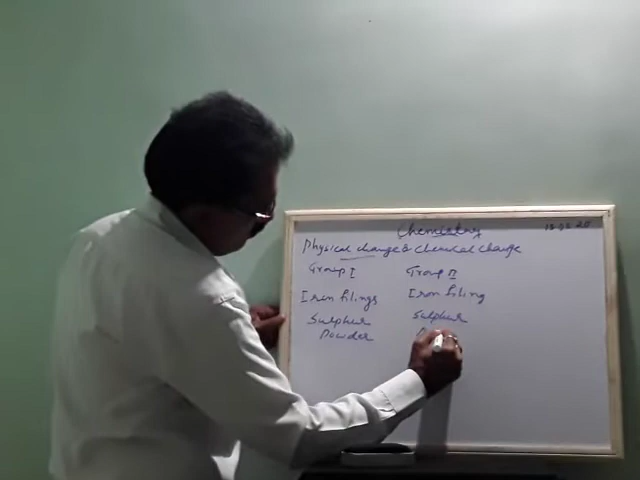 Chemistry
Physical change & Chemical change
Group I Group II
Iron filings Iron filing
Sulphur Sulphur
Powder